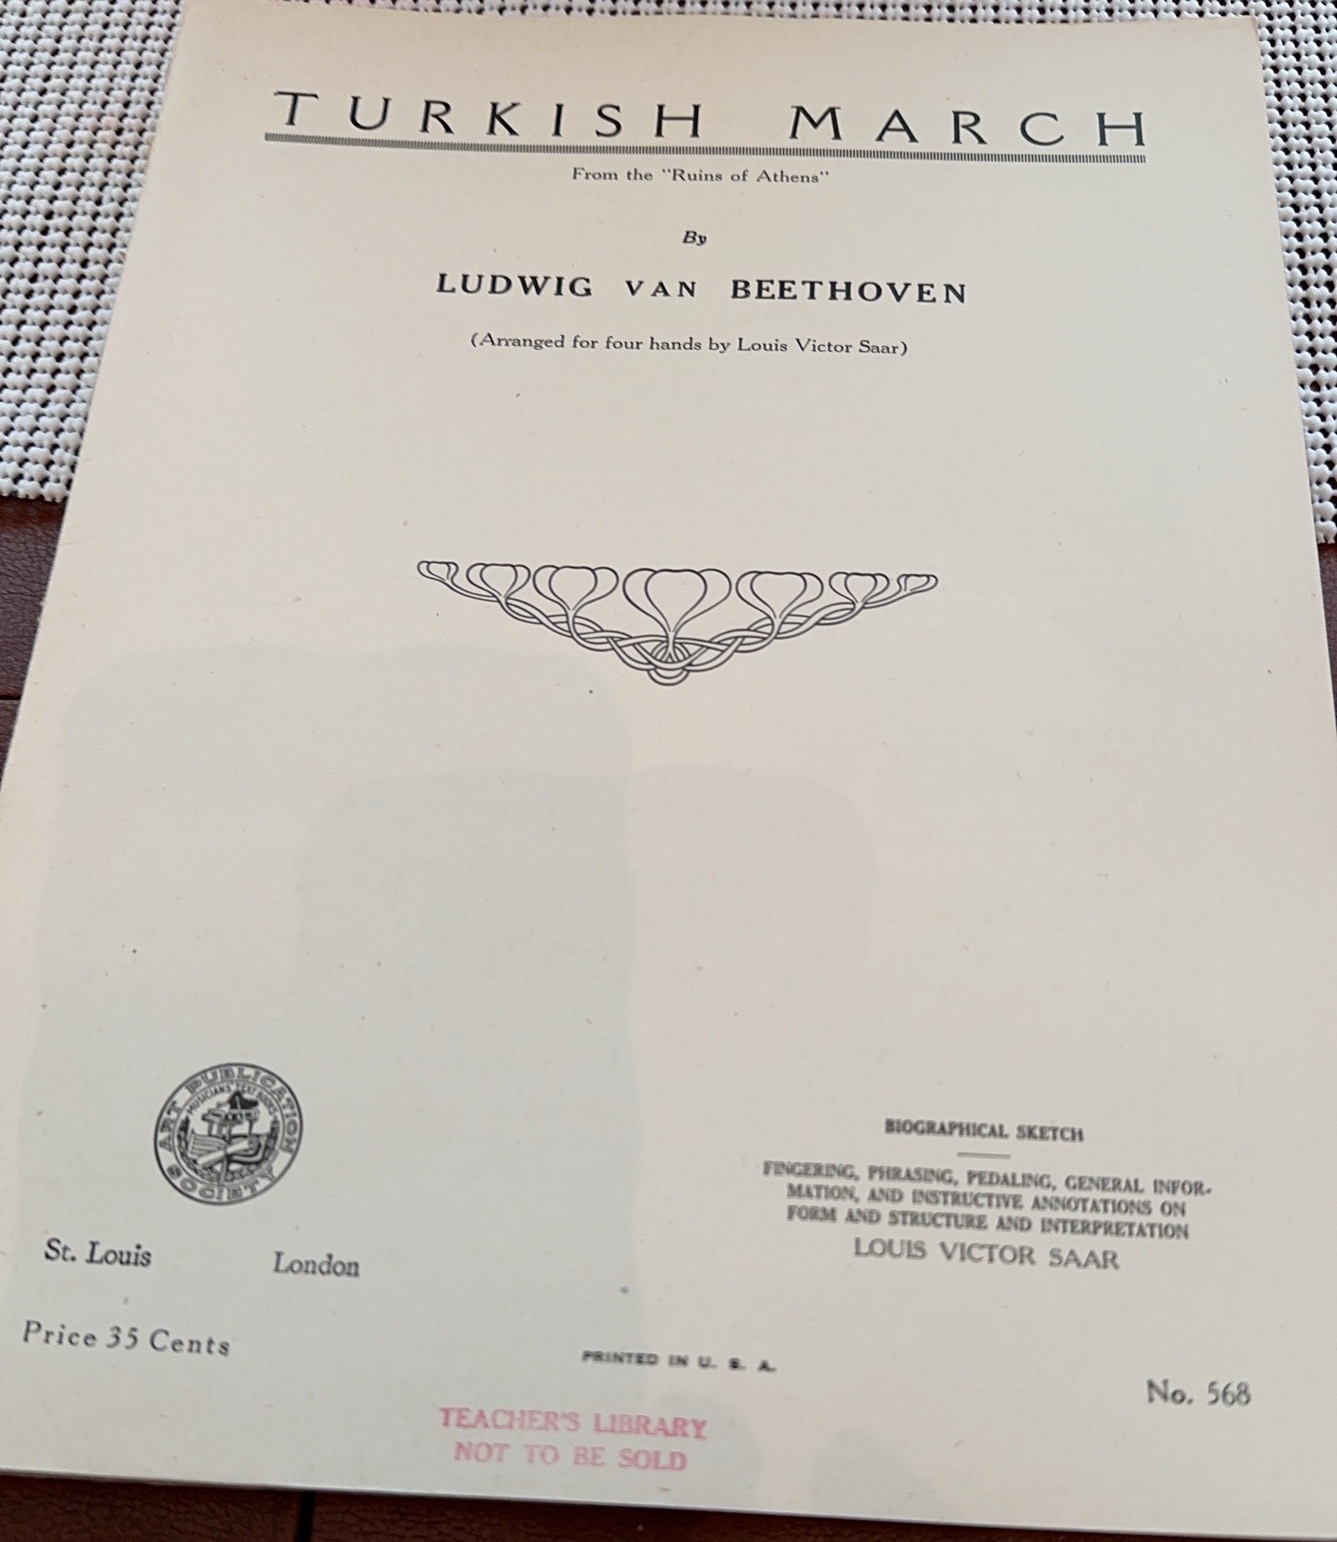 TURKISH MARCH
From the "Ruins of Athens"
By
LUDWIG VAN BEETHOVEN
(Arranged for four hands by Louis Victor Saar)
ART PUBLICATION SOCIETY
MUSICIANS TEXT BOOKS
St. Louis London
Price 35 Cents
BIOGRAPHICAL SKETCH
FINGERING, PHRASING, PEDALING, GENERAL INFOR-
MATION, AND INSTRUCTIVE ANNOTATIONS ON
FORM AND STRUCTURE AND INTERPRETATION
LOUIS VICTOR SAAR
PRINTED IN U. S. A.
No. 568
TEACHER'S LIBRARY
NOT TO BE SOLD